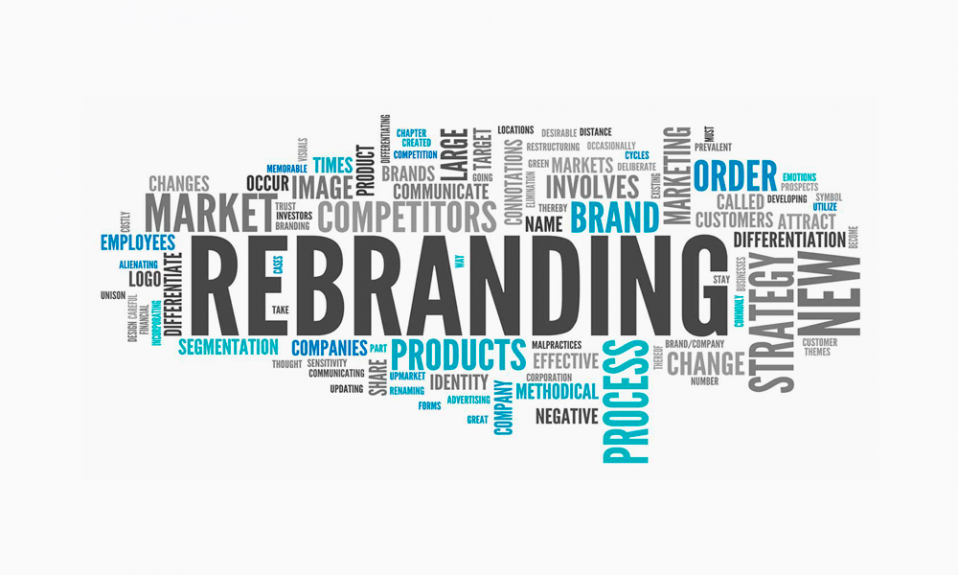 LOCATIONS
DESIRABLE
DISTANCE
MUST
DIFFERENTIATING
CHAPTER
CREATED
COMPETITION
LARGE
TARGET
RESTRUCTURING
OCCASIONALLY
PREVALENT
VISUALS
MEMORABLE
TIMES
PRODUCT
BRANDS
GOING
CONNOTATIONS
GREEN
MARKETS
CYCLES
DELIBERATE
MARKETING
ORDER
EMOTIONS
PROSPECTS
CHANGES
OCCUR
IMAGE
COMMUNICATE
ELIMINATION
INVOLVES
EXISTING
CALLED
DEVELOPING
SYMBOL
UTILIZE
COSTLY
MARKET
TRUST
INVESTORS
BRANDING
COMPETITORS
THEREBY
NAME
BRAND
CUSTOMERS
ATTRACT
EMPLOYEES
DIFFERENTIATION
BECOME
ALIENATING
LOGO
DIFFERENTIATE
REBRANDING
CASES
WAY
STAY
BUSINESSES
STRATEGY
NEW
UNISON
DESIGN
CAREFUL
FINANCIAL
INCORPORATING
TAKE
COMMONLY
SEGMENTATION
COMPANIES
PART
PRODUCTS
MALPRACTICES
EFFECTIVE
PROCESS
THEREOF
BRAND/COMPANY
CHANGE
CUSTOMER
THEMES
THOUGHT
SENSITIVITY
COMMUNICATING
UPDATING
SHARE
UPMARKET
RENAMING
IDENTITY
CORPORATION
METHODICAL
NUMBER
FORMS
ADVERTISING
GREAT
COMPANY
NEGATIVE